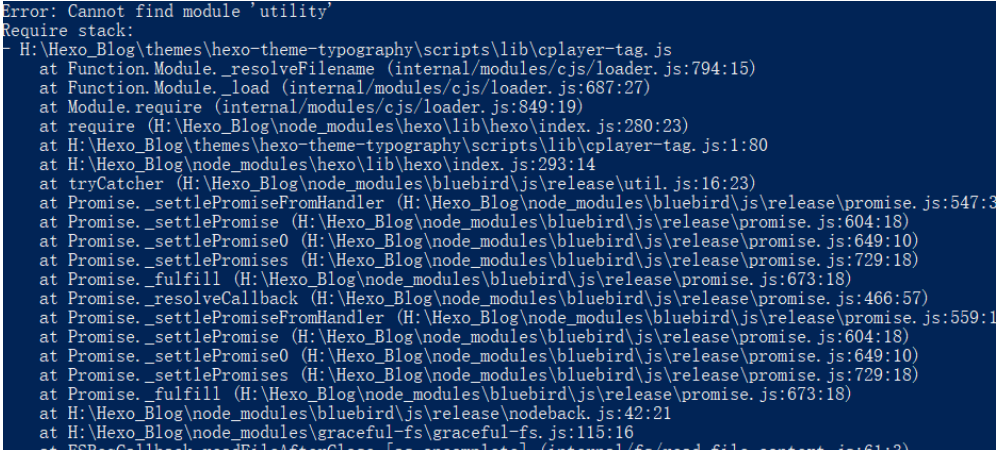 Error: Cannot find module 'utility'
Require stack:
- H:\Hexo_Blog\themes\hexo-theme-typography\scripts\lib\cplayer-tag.js
    at Function.Module._resolveFilename (internal/modules/cjs/loader.js:794:15)
    at Function.Module._load (internal/modules/cjs/loader.js:687:27)
    at Module.require (internal/modules/cjs/loader.js:849:19)
    at require (H:\Hexo_Blog\node_modules\hexo\lib\hexo\index.js:280:23)
    at H:\Hexo_Blog\themes\hexo-theme-typography\scripts\lib\cplayer-tag.js:1:80
    at H:\Hexo_Blog\node_modules\hexo\lib\hexo\index.js:293:14
    at tryCatcher (H:\Hexo_Blog\node_modules\bluebird\js\release\util.js:16:23)
    at Promise._settlePromiseFromHandler (H:\Hexo_Blog\node_modules\bluebird\js\release\promise.js:547:3
    at Promise._settlePromise (H:\Hexo_Blog\node_modules\bluebird\js\release\promise.js:604:18)
    at Promise._settlePromise0 (H:\Hexo_Blog\node_modules\bluebird\js\release\promise.js:649:10)
    at Promise._settlePromises (H:\Hexo_Blog\node_modules\bluebird\js\release\promise.js:729:18)
    at Promise._fulfill (H:\Hexo_Blog\node_modules\bluebird\js\release\promise.js:673:18)
    at Promise._resolveCallback (H:\Hexo_Blog\node_modules\bluebird\js\release\promise.js:466:57)
    at Promise._settlePromiseFromHandler (H:\Hexo_Blog\node_modules\bluebird\js\release\promise.js:559:1
    at Promise._settlePromise (H:\Hexo_Blog\node_modules\bluebird\js\release\promise.js:604:18)
    at Promise._settlePromise0 (H:\Hexo_Blog\node_modules\bluebird\js\release\promise.js:649:10)
    at Promise._settlePromises (H:\Hexo_Blog\node_modules\bluebird\js\release\promise.js:729:18)
    at Promise._fulfill (H:\Hexo_Blog\node_modules\bluebird\js\release\promise.js:673:18)
    at H:\Hexo_Blog\node_modules\bluebird\js\release\nodeback.js:42:21
    at H:\Hexo_Blog\node_modules\graceful-fs\graceful-fs.js:115:16